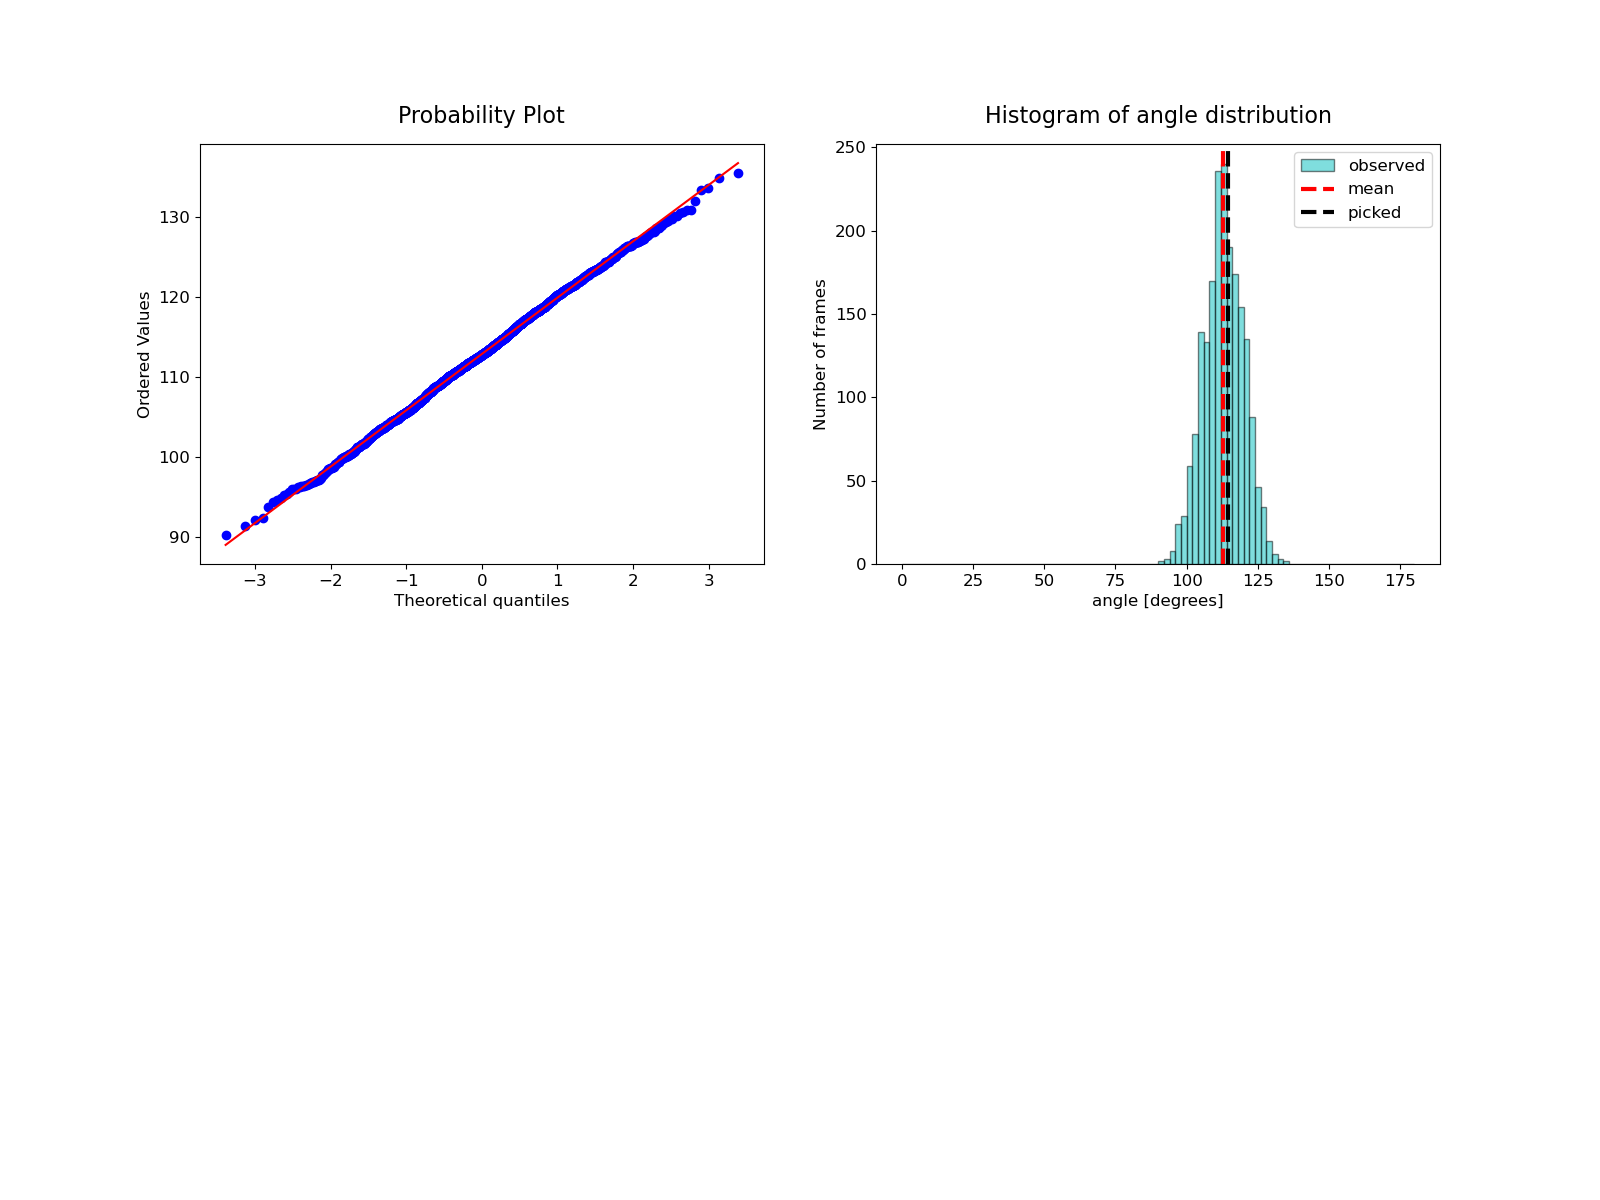 Probability Plot
Ordered Values
130
120
110
100
90
−3
−2
−1
0
1
2
3
Theoretical quantiles
Histogram of angle distribution
Number of frames
250
200
150
100
50
0
0
25
50
75
100
125
150
175
angle [degrees]
observed
mean
picked